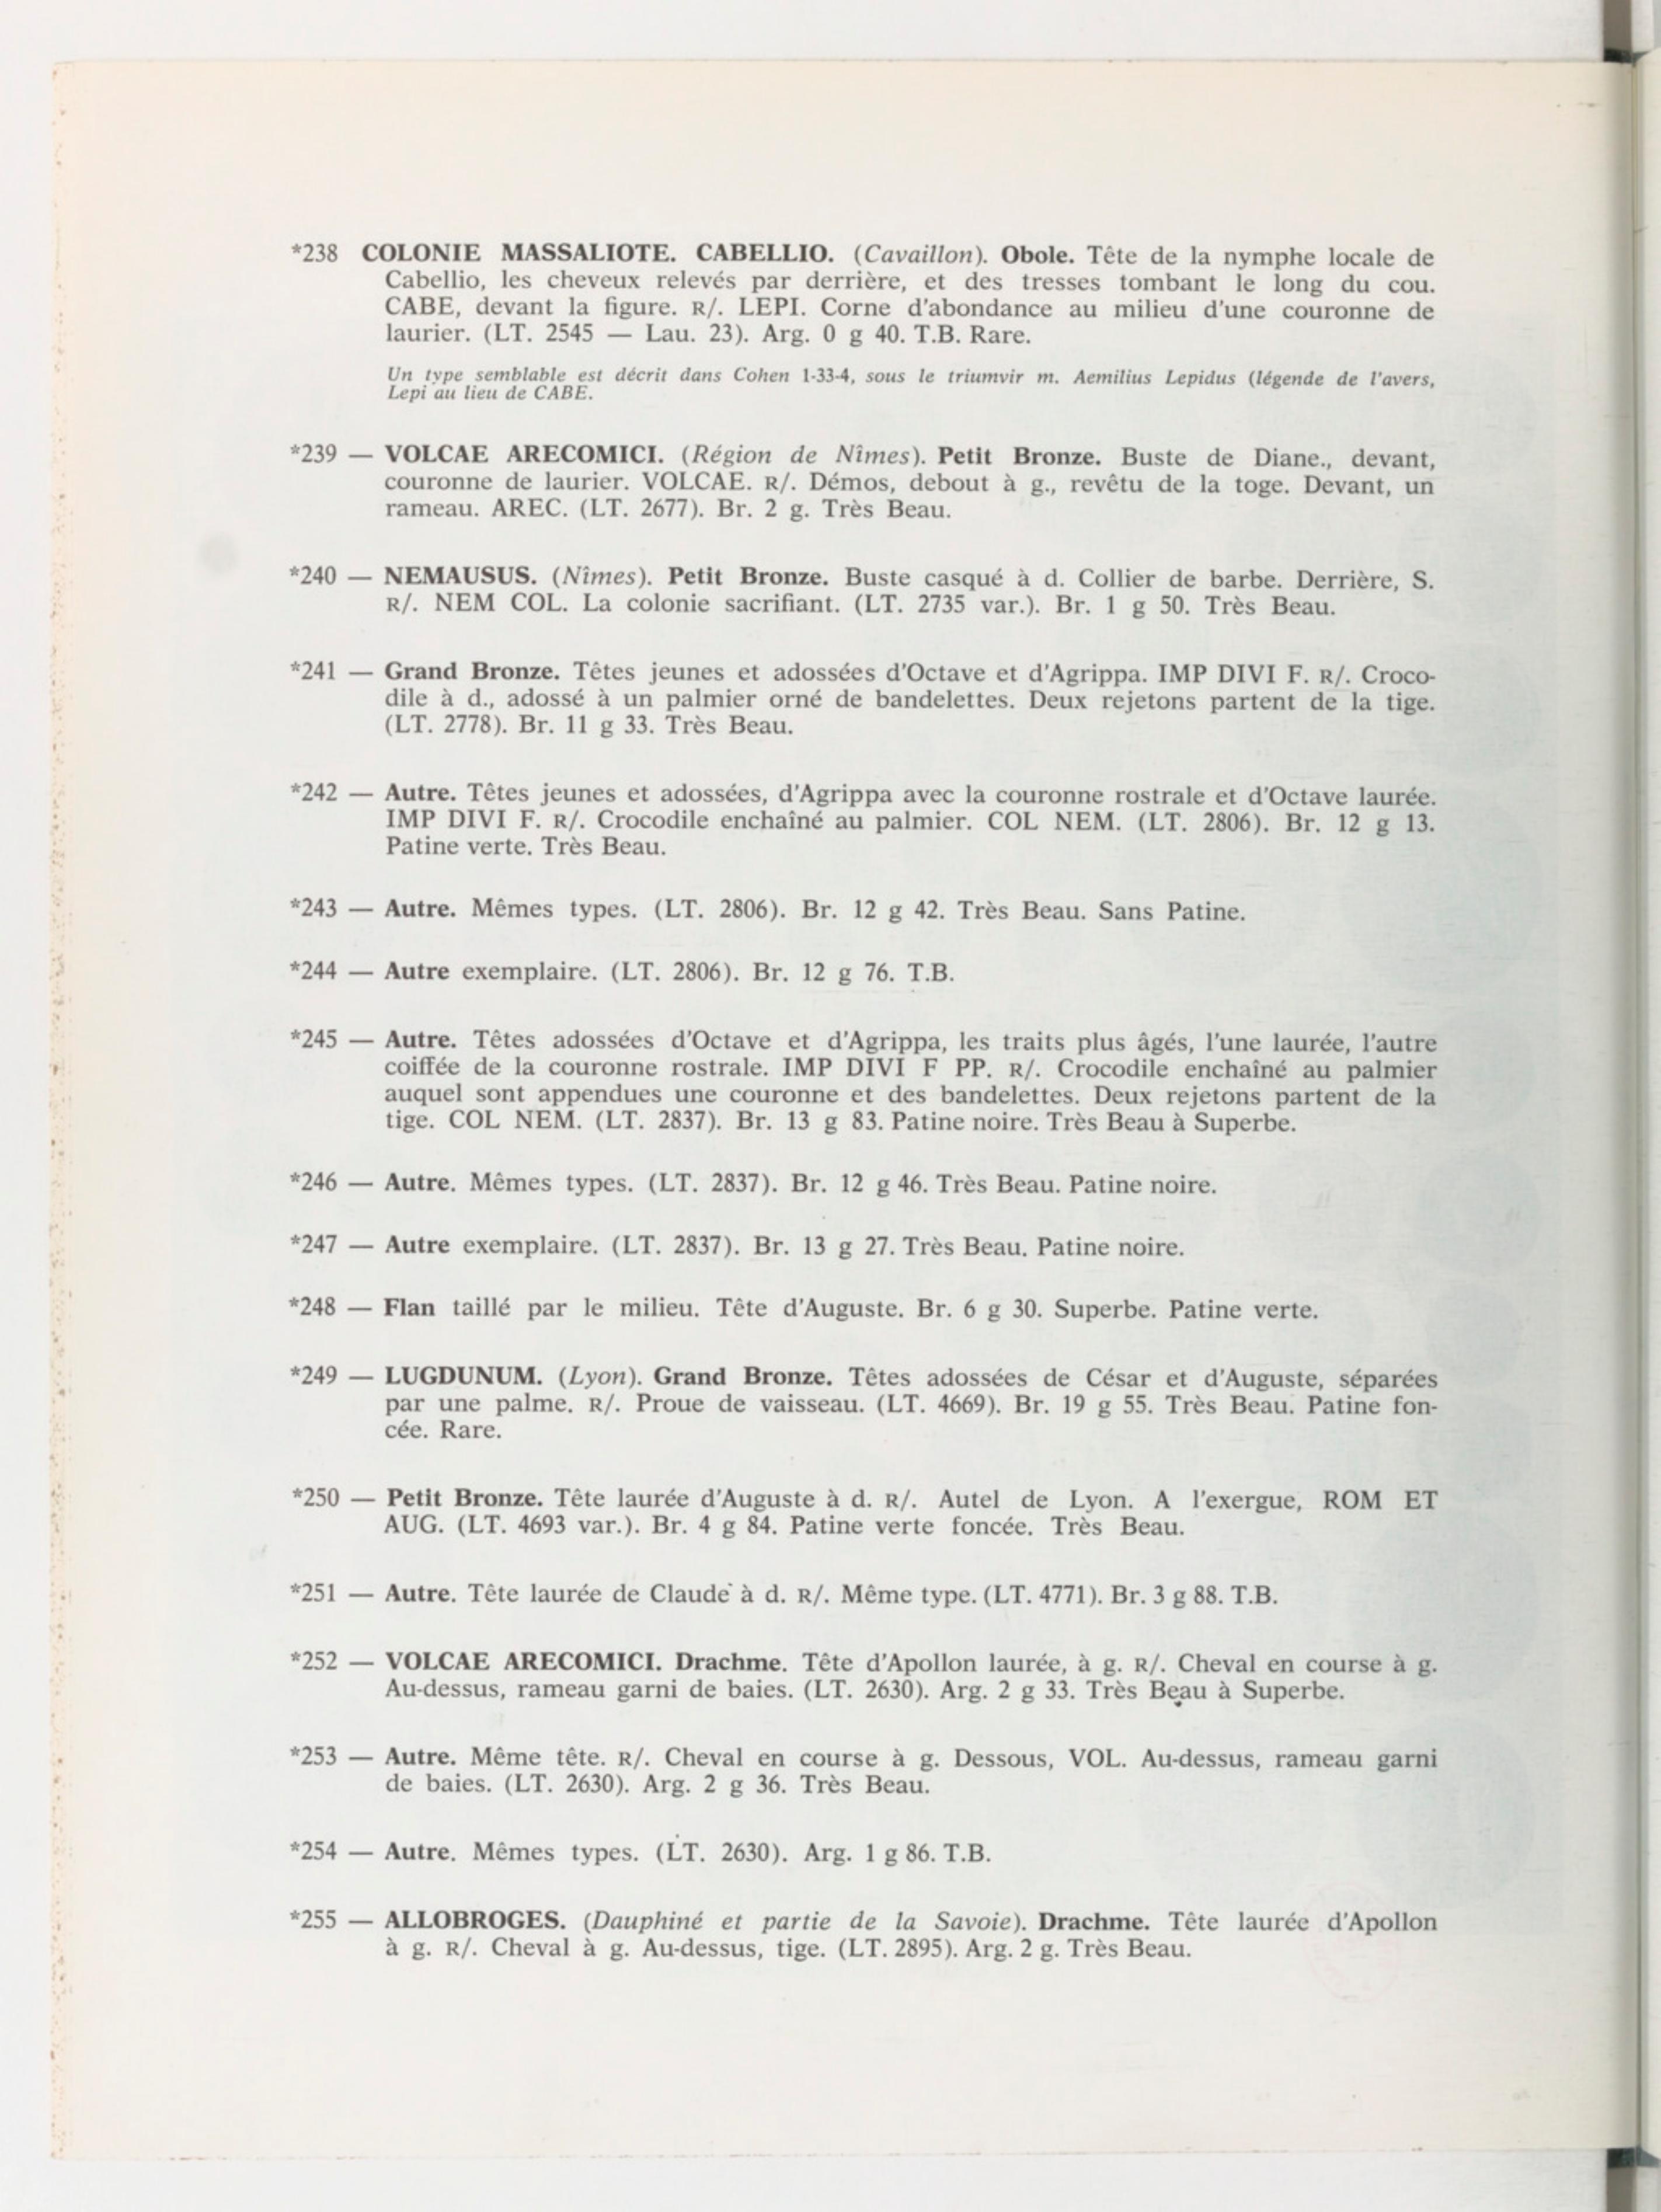 *238 COLONIE MASSALIOTE. CABELLIO. (Cavaillon). Obole. Tête de la nymphe locale de
Cabellio, les cheveux relevés par derrière, et des tresses tombant le long du cou.
CABE, devant la figure. R/. LEPI. Corne d'abondance au milieu d'une couronne de
laurier. (LT. 2545 — Lau. 23). Arg. 0 g 40. T.B. Rare.
Un type semblable est décrit dans Cohen 1-33-4, sous le triumvir m. Aemilius Lepidus (légende de l'avers,
Lepi au lieu de CABE.
*239 — VOLCAE ARECOMICI. (Région de Nîmes). Petit Bronze. Buste de Diane., devant,
couronne de laurier. VOLCAE. R/. Démos, debout à g., revêtu de la toge. Devant, un
rameau. AREC. (LT. 2677). Br. 2 g. Très Beau.
*240 — NEMAUSUS. (Nîmes). Petit Bronze. Buste casqué à d. Collier de barbe. Derrière, S.
R/. NEM COL. La colonie sacrifiant. (LT. 2735 var.). Br. 1 g 50. Très Beau.
*241 — Grand Bronze. Têtes jeunes et adossées d'Octave et d'Agrippa. IMP DIVI F. R/. Croco-
dile à d., adossé à un palmier orné de bandelettes. Deux rejetons partent de la tige.
(LT. 2778). Br. 11 g 33. Très Beau.
*242 — Autre. Têtes jeunes et adossées, d'Agrippa avec la couronne rostrale et d'Octave laurée.
IMP DIVI F. R/. Crocodile enchaîné au palmier. COL NEM. (LT. 2806). Br. 12 g 13.
Patine verte. Très Beau.
*243 — Autre. Mêmes types. (LT. 2806). Br. 12 g 42. Très Beau. Sans Patine.
*244 — Autre exemplaire. (LT. 2806). Br. 12 g 76. T.B.
*245 — Autre. Têtes adossées d'Octave et d'Agrippa, les traits plus âgés, l'une laurée, l'autre
coiffée de la couronne rostrale. IMP DIVI F PP. R/. Crocodile enchaîné au palmier
auquel sont appendues une couronne et des bandelettes. Deux rejetons partent de la
tige. COL NEM. (LT. 2837). Br. 13 g 83. Patine noire. Très Beau à Superbe.
*246 — Autre. Mêmes types. (LT. 2837). Br. 12 g 46. Très Beau. Patine noire.
*247 — Autre exemplaire. (LT. 2837). Br. 13 g 27. Très Beau. Patine noire.
*248 — Flan taillé par le milieu. Tête d'Auguste. Br. 6 g 30. Superbe. Patine verte.
*249 — LUGDUNUM. (Lyon). Grand Bronze. Têtes adossées de César et d'Auguste, séparées
par une palme. R/. Proue de vaisseau. (LT. 4669). Br. 19 g 55. Très Beau. Patine fon-
cée. Rare.
*250 — Petit Bronze. Tête laurée d'Auguste à d. R/. Autel de Lyon. A l'exergue, ROM ET
AUG. (LT. 4693 var.). Br. 4 g 84. Patine verte foncée. Très Beau.
*251 — Autre. Tête laurée de Claude à d. R/. Même type. (LT. 4771). Br. 3 g 88. T.B.
*252 — VOLCAE ARECOMICI. Drachme. Tête d'Apollon laurée, à g. R/. Cheval en course à g.
Au-dessus, rameau garni de baies. (LT. 2630). Arg. 2 g 33. Très Beau à Superbe.
*253 — Autre. Même tête. R/. Cheval en course à g. Dessous, VOL. Au-dessus, rameau garni
de baies. (LT. 2630). Arg. 2 g 36. Très Beau.
*254 — Autre. Mêmes types. (LT. 2630). Arg. 1 g 86. T.B.
*255 — ALLOBROGES. (Dauphiné et partie de la Savoie). Drachme. Tête laurée d'Apollon
à g. R/. Cheval à g. Au-dessus, tige. (LT. 2895). Arg. 2 g. Très Beau.